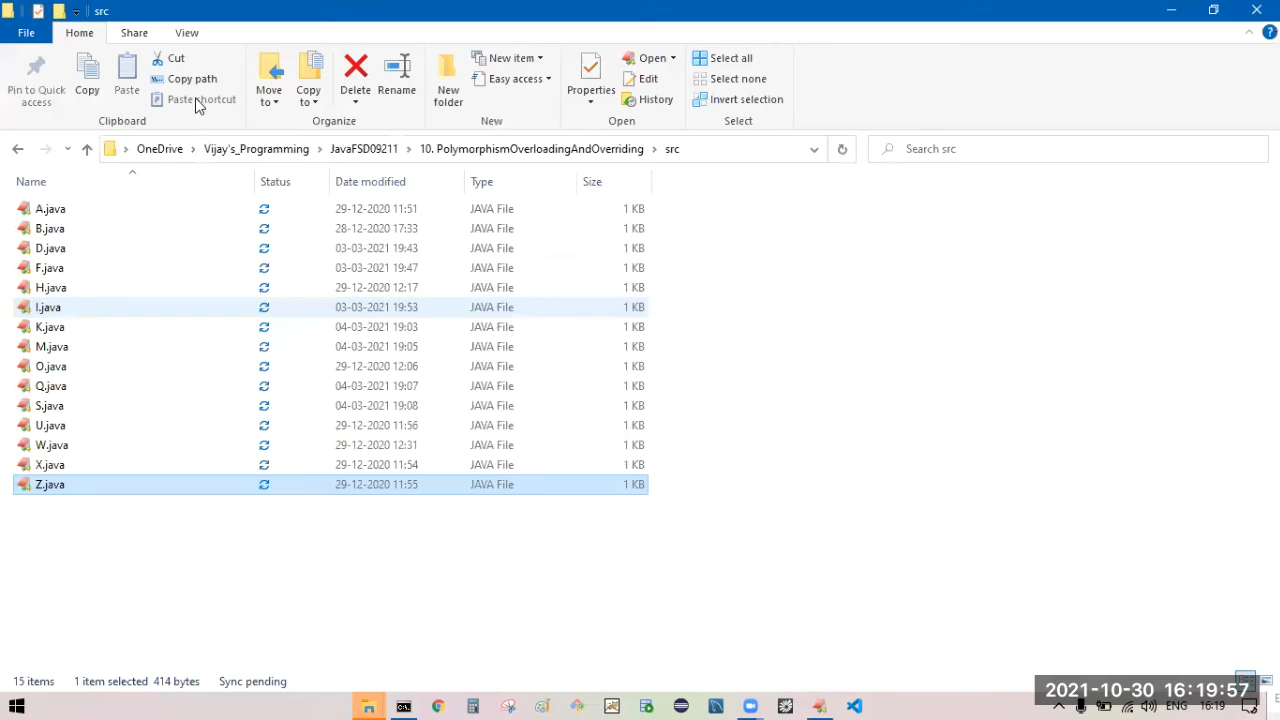 src
File Home Share View
Pin to Quick access
Copy
Paste
Cut
Copy path
Paste shortcut
Clipboard
Move to
Copy to
Delete
Rename
Organize
New folder
New item
Easy access
New
Properties
Open
Edit
History
Open
Select all
Select none
Invert selection
Select
OneDrive > Vijay's_Programming > JavaFSD09211 > 10. PolymorphismOverloadingAndOverriding > src
Search src
Name Status Date modified Type Size
A.java 29-12-2020 11:51 JAVA File 1 KB
B.java 28-12-2020 17:33 JAVA File 1 KB
D.java 03-03-2021 19:43 JAVA File 1 KB
F.java 03-03-2021 19:47 JAVA File 1 KB
H.java 29-12-2020 12:17 JAVA File 1 KB
I.java 03-03-2021 19:53 JAVA File 1 KB
K.java 04-03-2021 19:03 JAVA File 1 KB
M.java 04-03-2021 19:05 JAVA File 1 KB
O.java 29-12-2020 12:06 JAVA File 1 KB
Q.java 04-03-2021 19:07 JAVA File 1 KB
S.java 04-03-2021 19:08 JAVA File 1 KB
U.java 29-12-2020 11:56 JAVA File 1 KB
W.java 29-12-2020 12:31 JAVA File 1 KB
X.java 29-12-2020 11:54 JAVA File 1 KB
Z.java 29-12-2020 11:55 JAVA File 1 KB
15 items 1 item selected 414 bytes Sync pending
2021-10-30 16:19:57
ENG 16:19